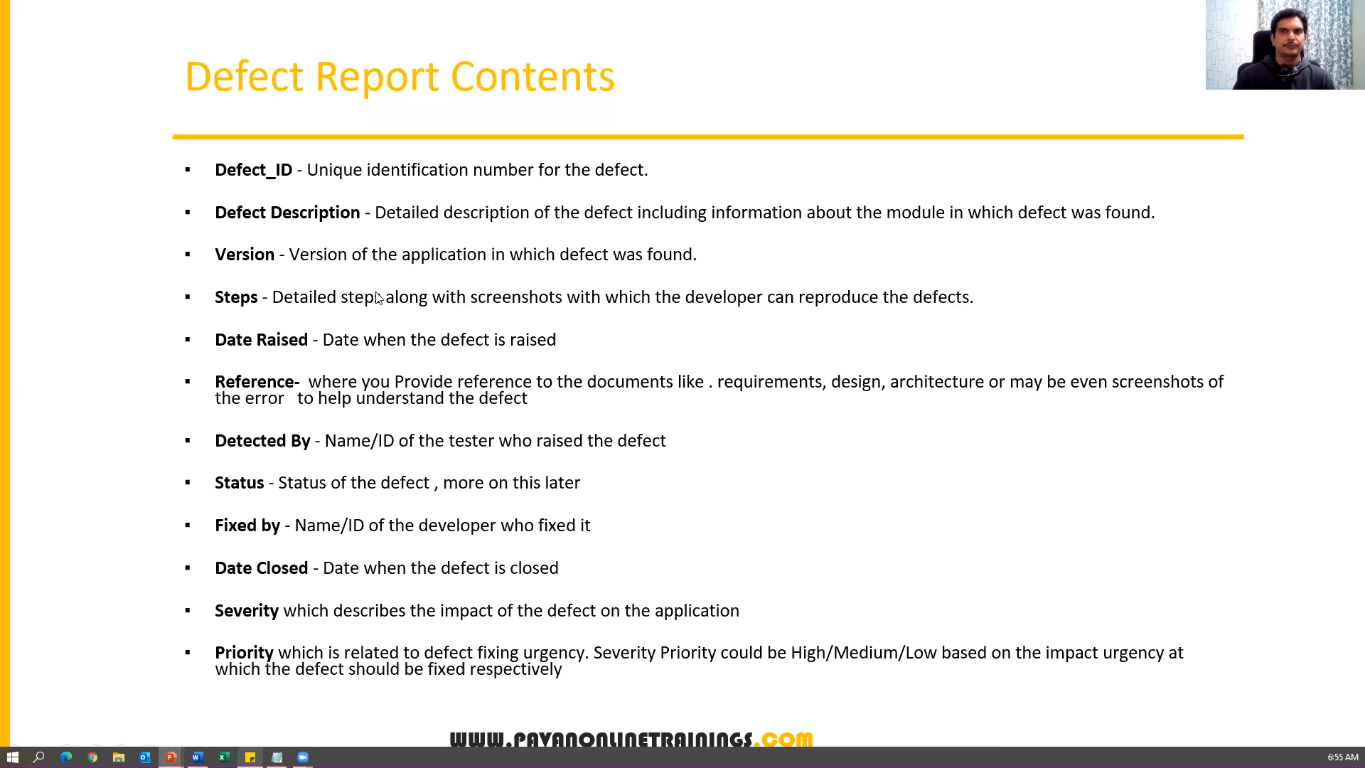 Defect Report Contents
▪ Defect_ID - Unique identification number for the defect.
▪ Defect Description - Detailed description of the defect including information about the module in which defect was found.
▪ Version - Version of the application in which defect was found.
▪ Steps - Detailed steps along with screenshots with which the developer can reproduce the defects.
▪ Date Raised - Date when the defect is raised
▪ Reference- where you Provide reference to the documents like . requirements, design, architecture or may be even screenshots of
the error to help understand the defect
▪ Detected By - Name/ID of the tester who raised the defect
▪ Status - Status of the defect , more on this later
▪ Fixed by - Name/ID of the developer who fixed it
▪ Date Closed - Date when the defect is closed
▪ Severity which describes the impact of the defect on the application
▪ Priority which is related to defect fixing urgency. Severity Priority could be High/Medium/Low based on the impact urgency at
which the defect should be fixed respectively
WWW.PAVANONLINETRAININGS.COM
6:55 AM